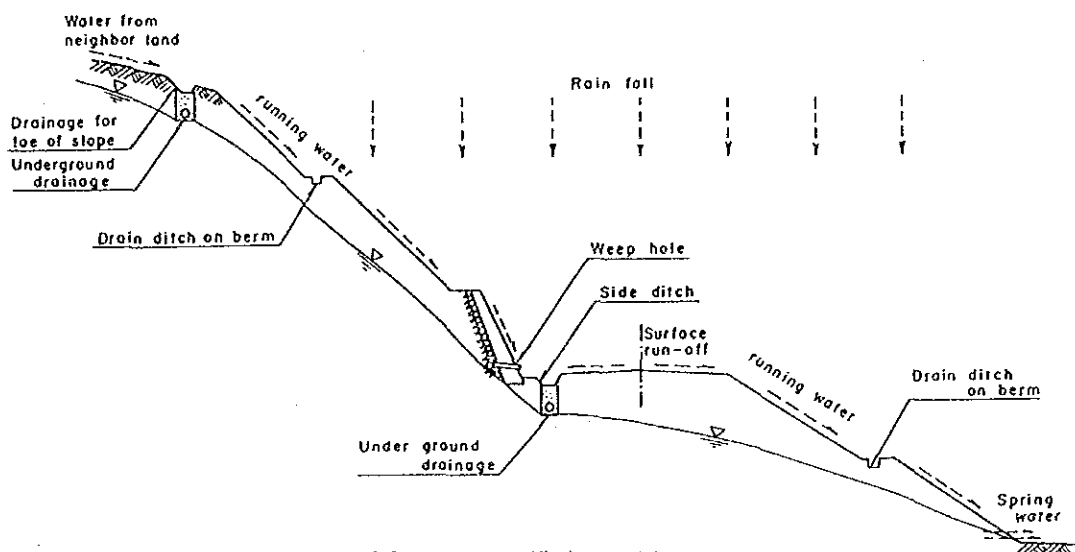 Water from
neighbor land
Rain fall
running water
Drainage for
toe of slope
Underground
drainage
Drain ditch on berm
Weep hole
Side ditch
Surface
run-off
running water
Drain ditch
on berm
Under ground
drainage
Spring
water